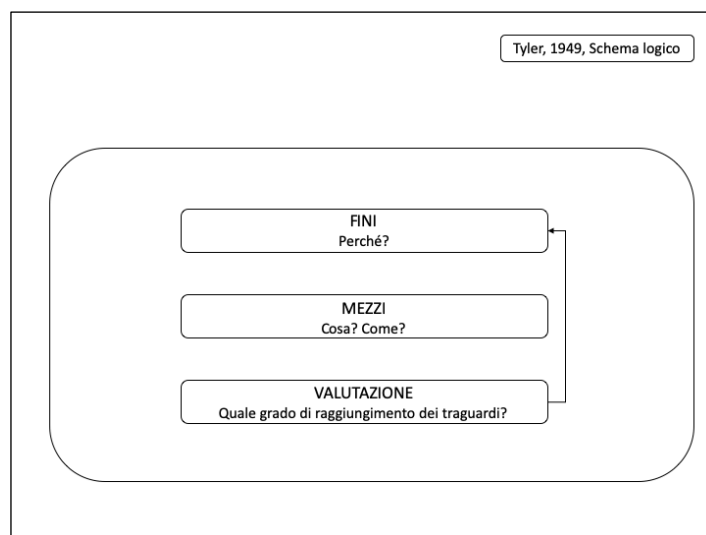 Tyler, 1949, Schema logico
FINI
Perché?
MEZZI
Cosa? Come?
VALUTAZIONE
Quale grado di raggiungimento dei traguardi?